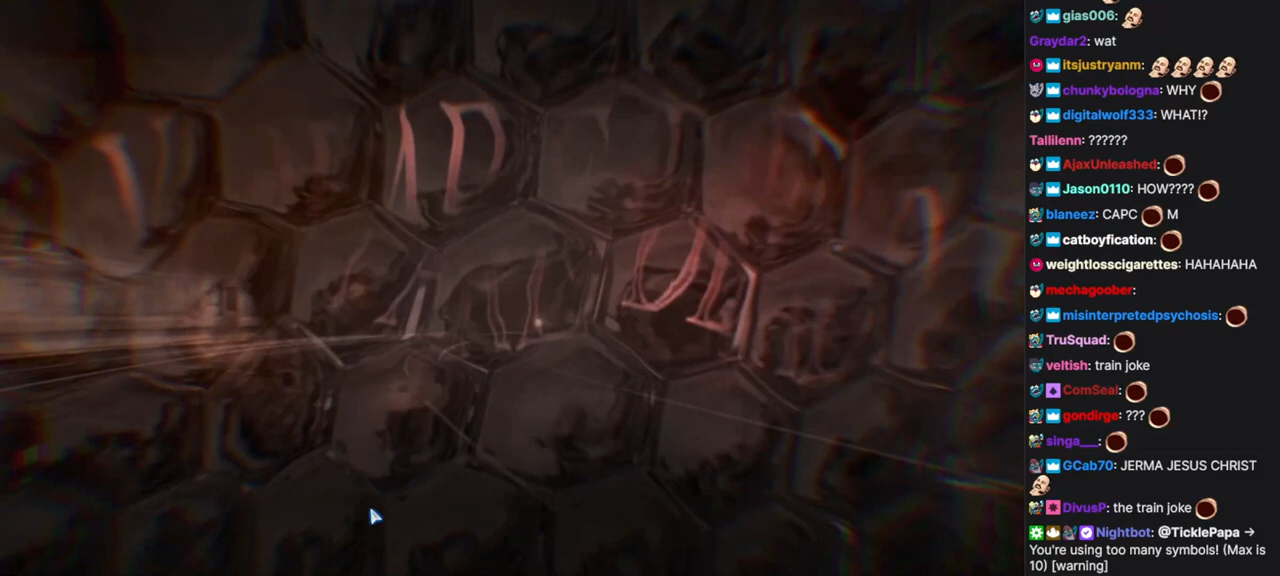 gias006:
Graydar2: wat
itsjustryanm:
chunkybologna: WHY
digitalwolf333: WHAT!?
Tallilenn: ??????
AjaxUnleashed:
Jason0110: HOW????
blaneez: CAPC M
catboyfication:
weightlosscigarettes: HAHAHAHA
mechagoober:
misinterpretedpsychosis:
TruSquad:
veltish: train joke
ComSeal:
gondirge: ???
singa___:
GCab70: JERMA JESUS CHRIST
DivusP: the train joke
Nightbot: @TicklePapa →
You're using too many symbols! (Max is
10) [warning]